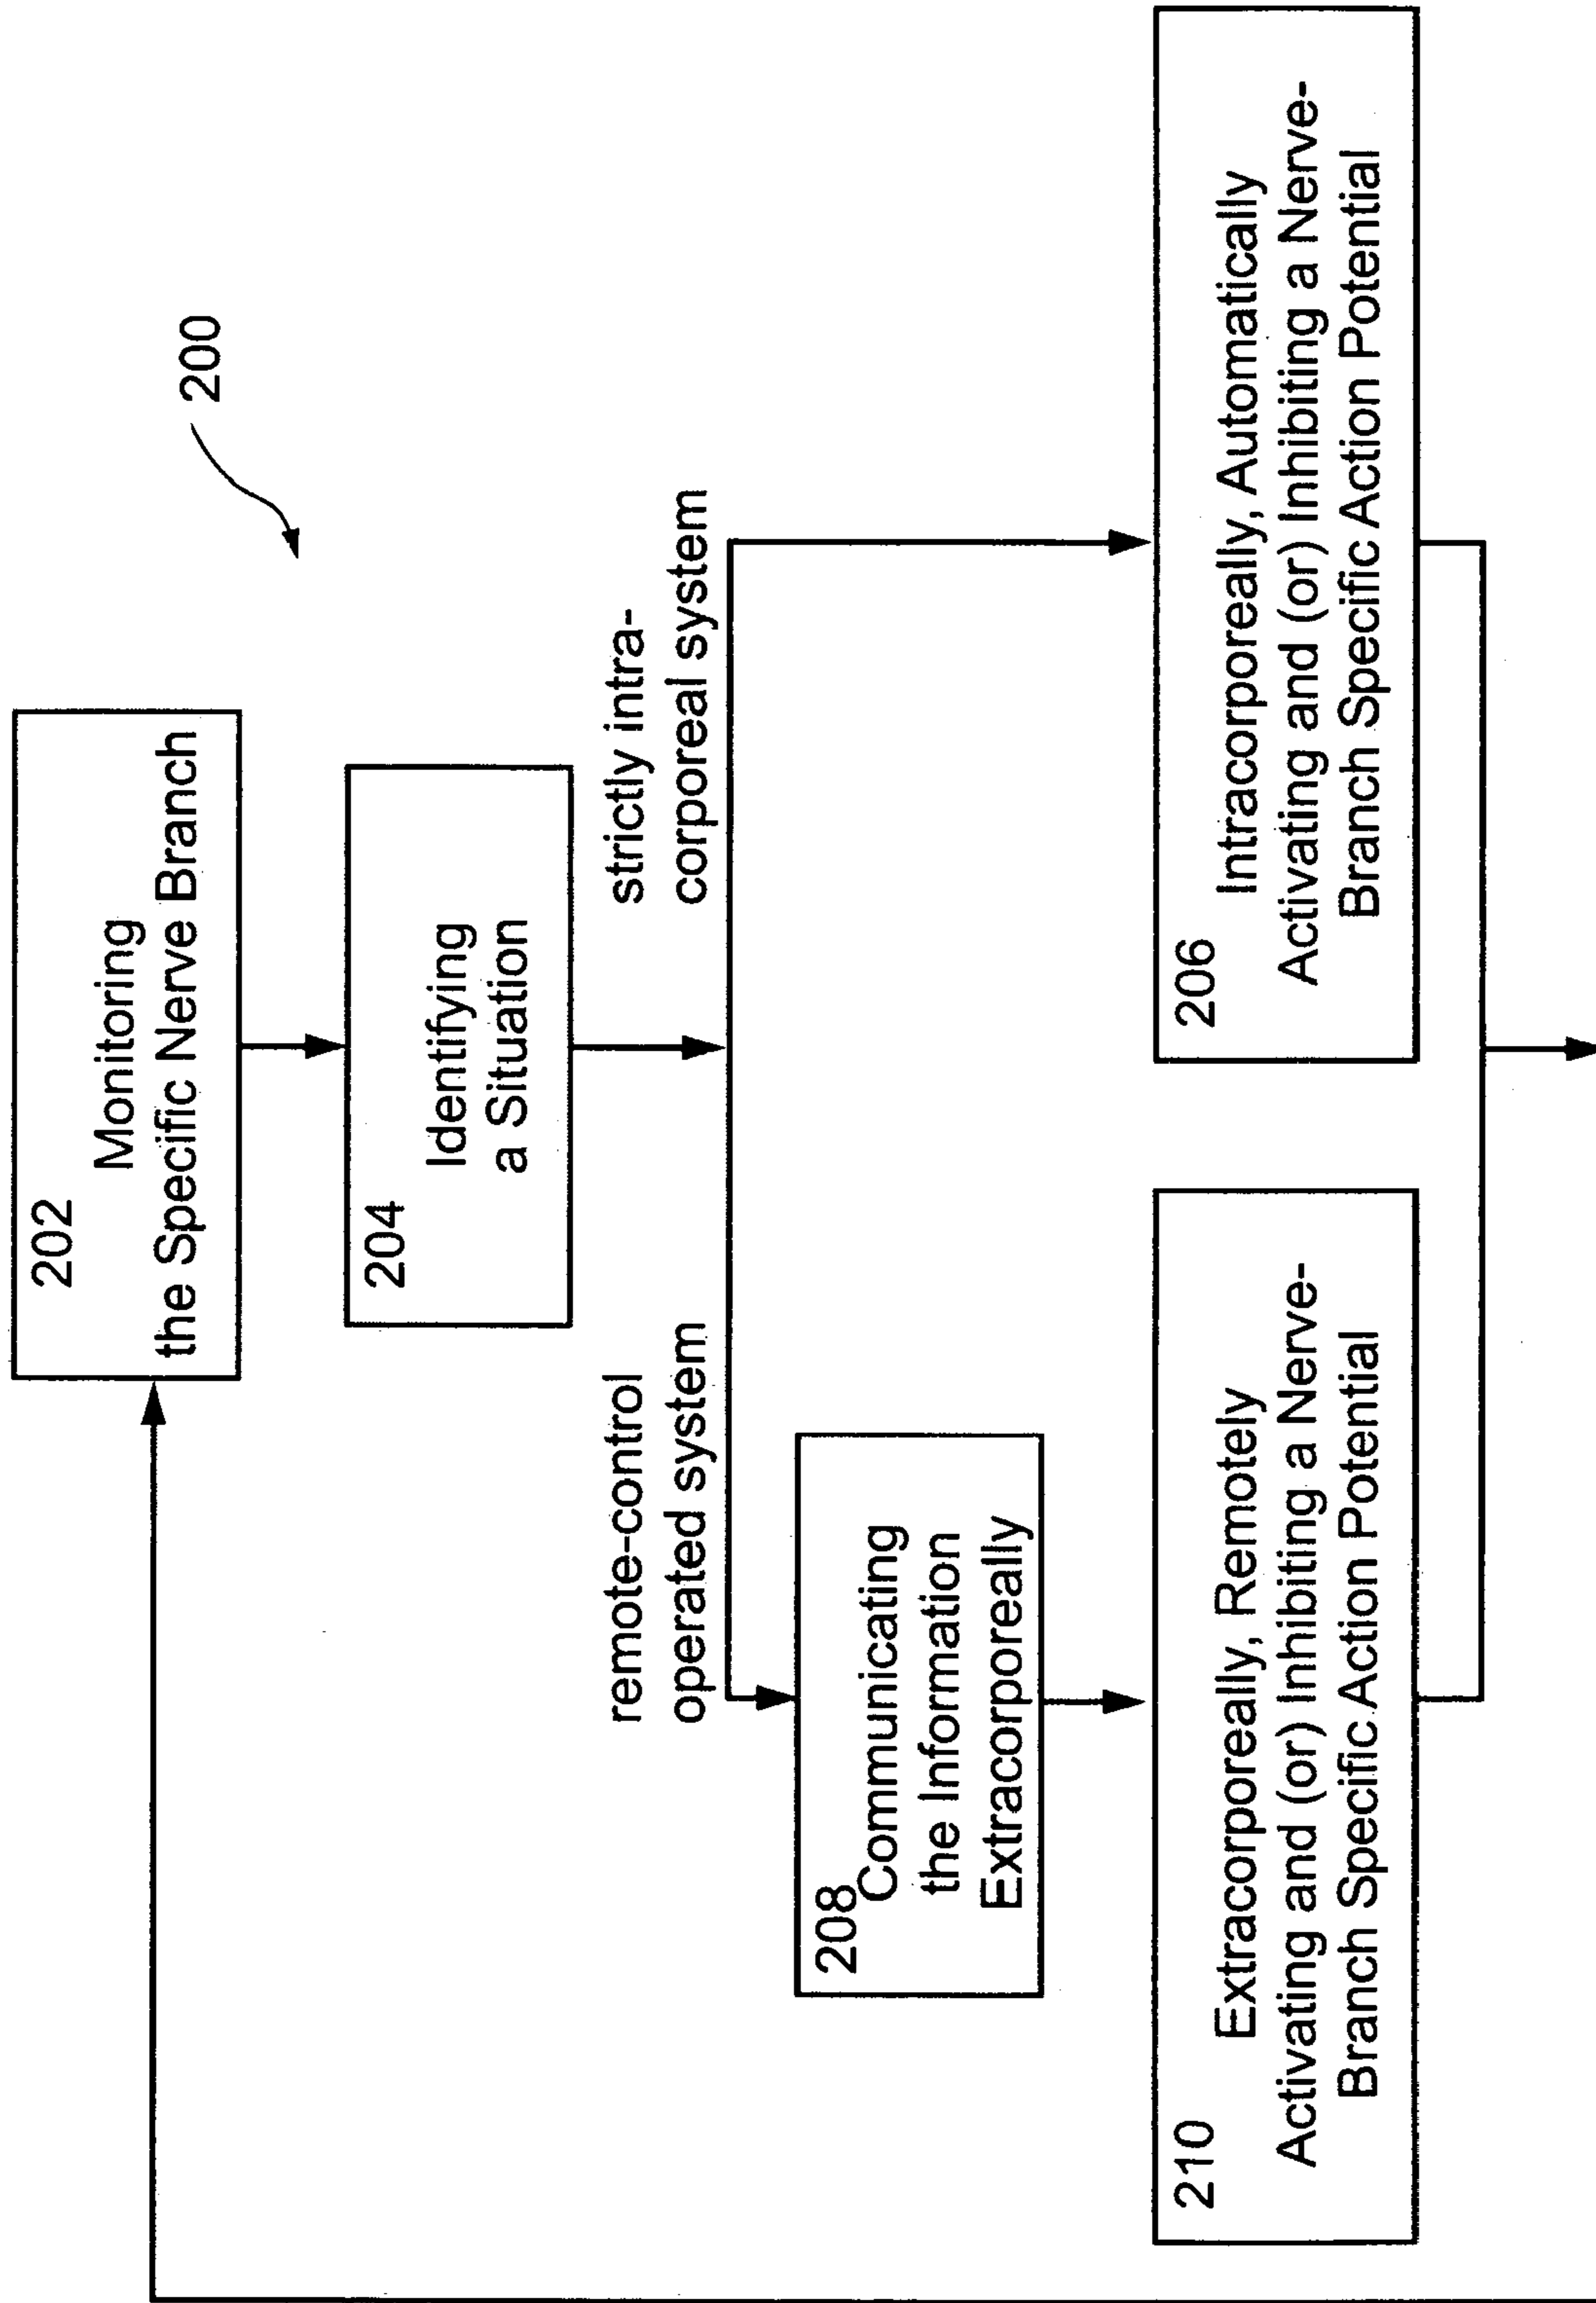 200
202
Monitoring
the Specific Nerve Branch
204
Identifying
a Situation
remote-control
operated system
strictly intra-
corporeal system
208
Communicating
the Information
Extracorporeally
210
Extracorporeally, Remotely
Activating and (or) Inhibiting a Nerve-
Branch Specific Action Potential
206
Intracorporeally, Automatically
Activating and (or) Inhibiting a Nerve-
Branch Specific Action Potential